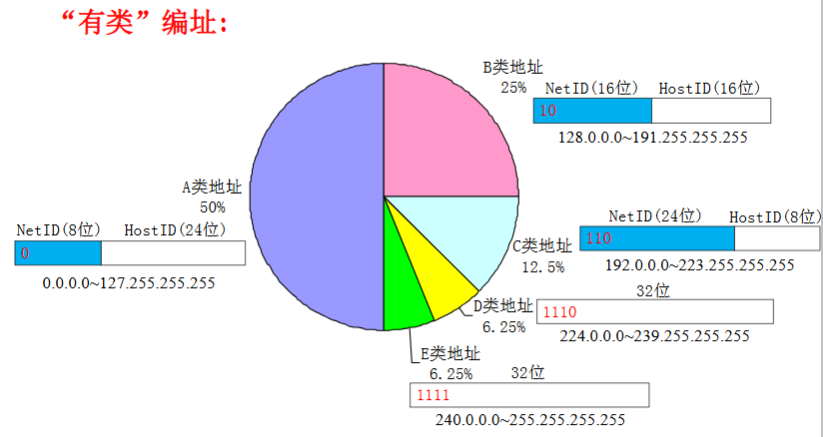 “有类”编址:
B类地址
25%
NetID(16位) HostID(16位)
10
128.0.0.0~191.255.255.255
A类地址
50%
NetID(8位) HostID(24位)
0
0.0.0.0~127.255.255.255
C类地址
12.5%
NetID(24位) HostID(8位)
110
192.0.0.0~223.255.255.255
D类地址
6.25%
32位
1110
224.0.0.0~239.255.255.255
E类地址
6.25%
32位
1111
240.0.0.0~255.255.255.255